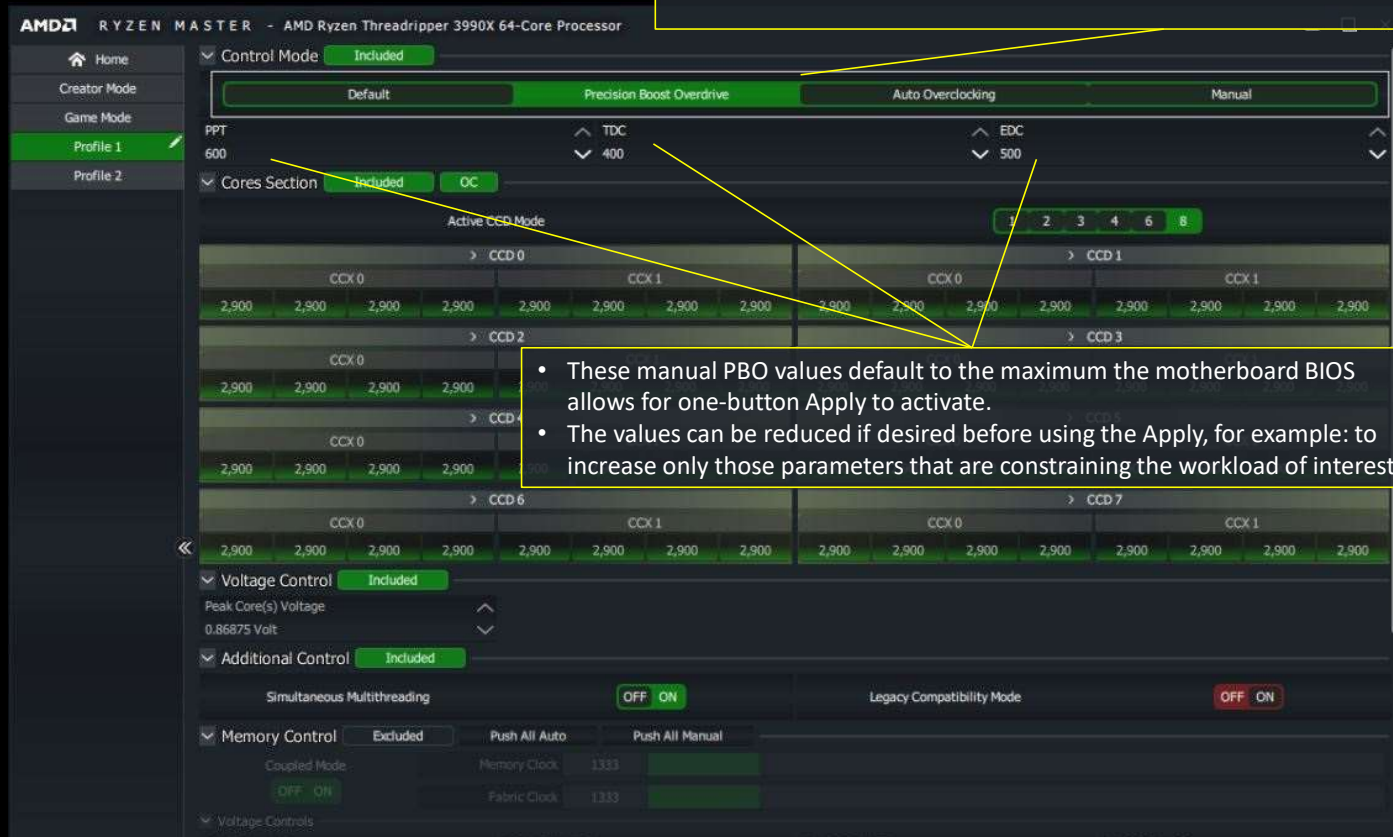 AMD RYZEN MASTER - AMD Ryzen Threadripper 3990X 64-Core Processor
Home
Creator Mode
Game Mode
Profile 1
Profile 2
Control Mode Included
Default Precision Boost Overdrive Auto Overclocking Manual
PPT TDC EDC
600 400 500
Cores Section Included OC
Active CCD Mode 1 2 3 4 6 8
CCD 0 CCD 1
CCX 0 CCX 1 CCX 0 CCX 1
2,900 2,900 2,900 2,900 2,900 2,900 2,900 2,900 2,900 2,900 2,900 2,900 2,900 2,900 2,900 2,900
CCD 2 CCD 3
CCX 0
2,900 2,900 2,900 2,900
CCX 0
2,900 2,900 2,900 2,900
• These manual PBO values default to the maximum the motherboard BIOS
allows for one-button Apply to activate.
• The values can be reduced if desired before using the Apply, for example: to
increase only those parameters that are constraining the workload of interest
CCD 6 CCD 7
CCX 0 CCX 1 CCX 0 CCX 1
2,900 2,900 2,900 2,900 2,900 2,900 2,900 2,900 2,900 2,900 2,900 2,900 2,900 2,900 2,900 2,900
Voltage Control Included
Peak Core(s) Voltage
0.86875 Volt
Additional Control Included
Simultaneous Multithreading OFF ON Legacy Compatibility Mode OFF ON
Memory Control Excluded Push All Auto Push All Manual
Coupled Mode Memory Clock 1333
OFF ON Fabric Clock 1333
Voltage Controls